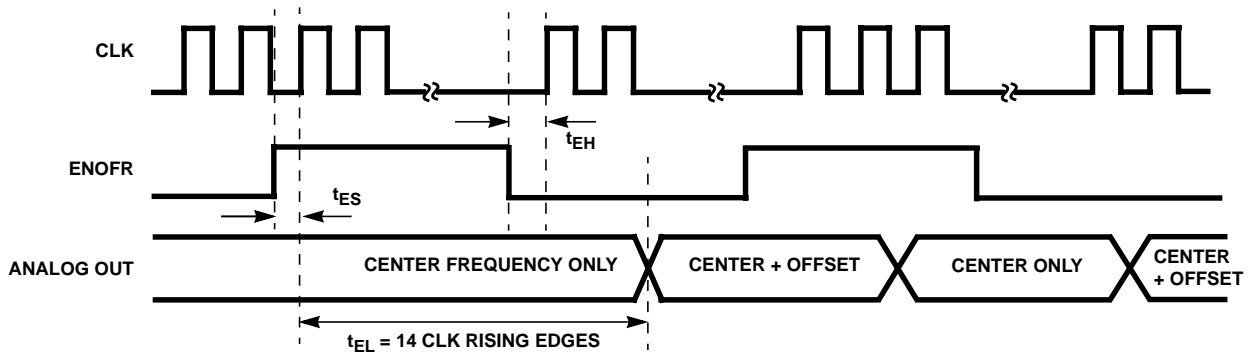 CLK
tEH
ENOFR
tES
ANALOG OUT
CENTER FREQUENCY ONLY
CENTER + OFFSET
CENTER ONLY
CENTER
+ OFFSET
tEL = 14 CLK RISING EDGES